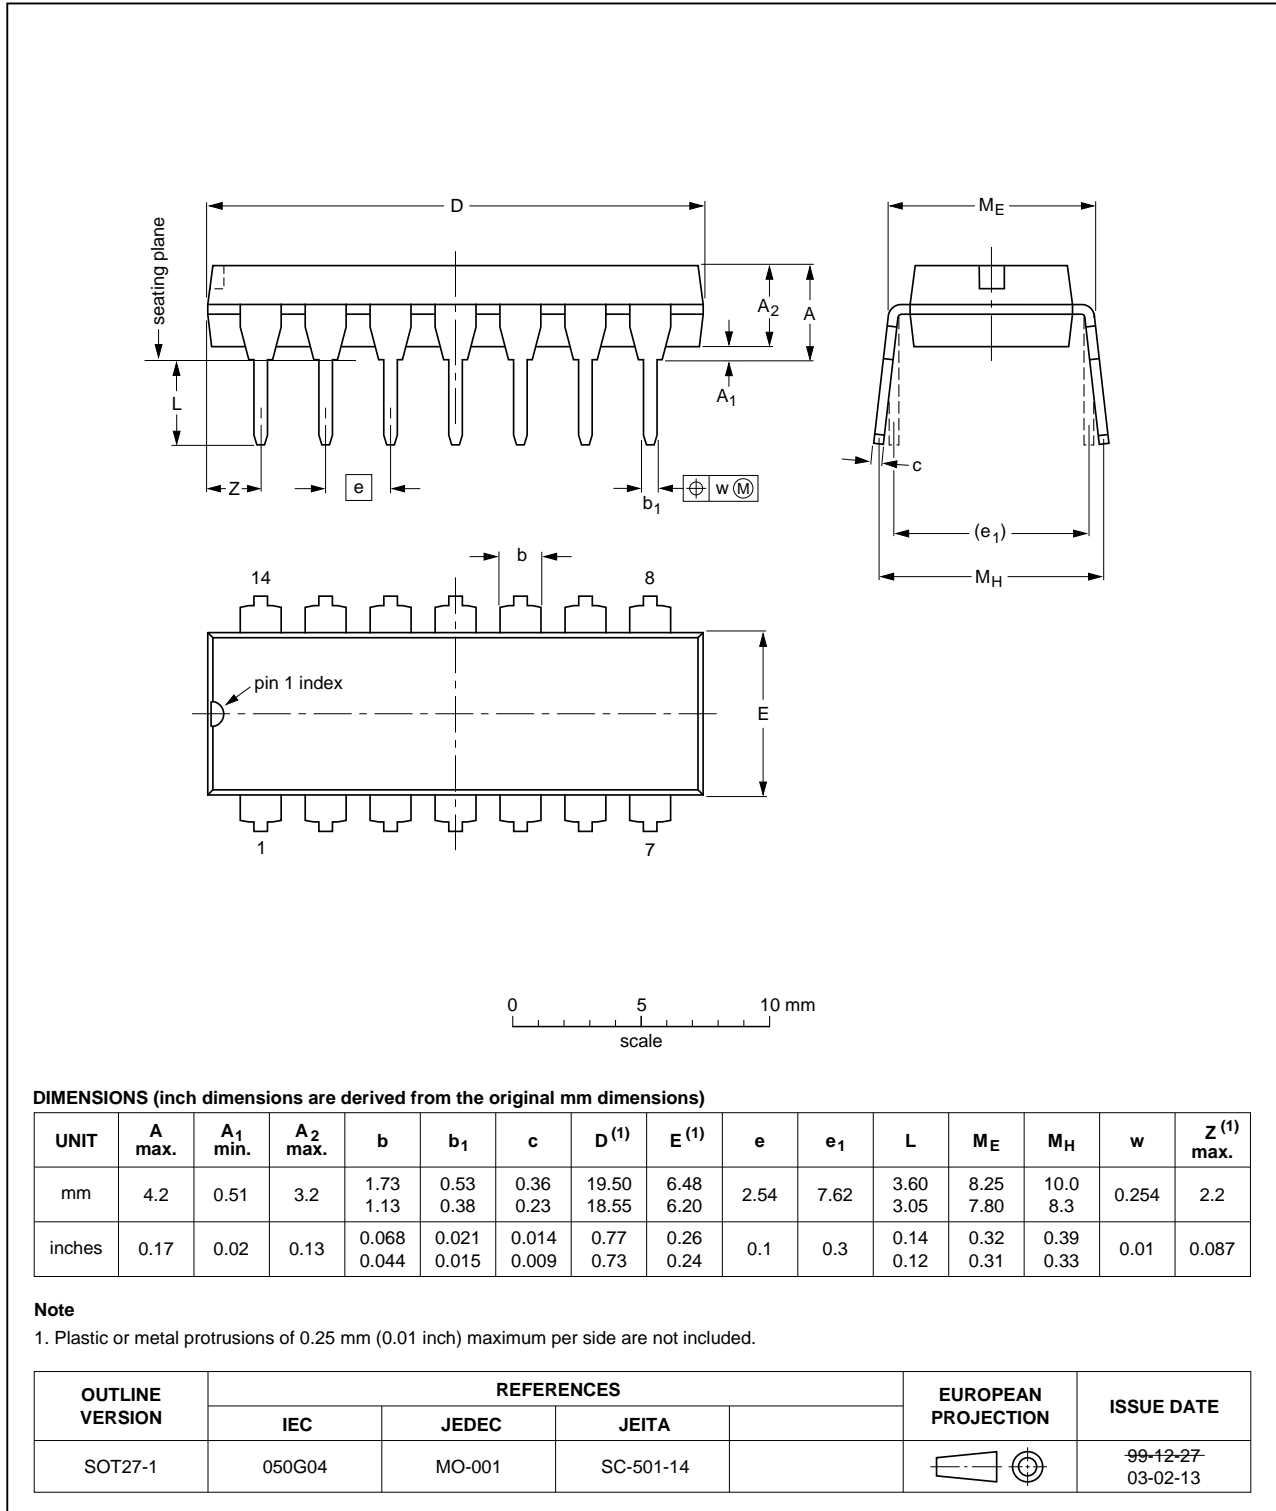 D
ME
seating plane
A2
A
L
A1
Z
e
b1
w M
c
(e1)
MH
b
14
8
pin 1 index
E
1
7
0
5
10 mm
scale
DIMENSIONS (inch dimensions are derived from the original mm dimensions)
UNIT A max. A1 min. A2 max. b b1 c D(1) E(1) e e1 L ME MH w Z(1) max.
mm 4.2 0.51 3.2 1.73 1.13 0.53 0.38 0.36 0.23 19.50 18.55 6.48 6.20 2.54 7.62 3.60 3.05 8.25 7.80 10.0 8.3 0.254 2.2
inches 0.17 0.02 0.13 0.068 0.044 0.021 0.015 0.014 0.009 0.77 0.73 0.26 0.24 0.1 0.3 0.14 0.12 0.32 0.31 0.39 0.33 0.01 0.087
Note
1. Plastic or metal protrusions of 0.25 mm (0.01 inch) maximum per side are not included.
OUTLINE VERSION REFERENCES EUROPEAN PROJECTION ISSUE DATE
IEC JEDEC JEITA
SOT27-1 050G04 MO-001 SC-501-14 99-12-27
03-02-13